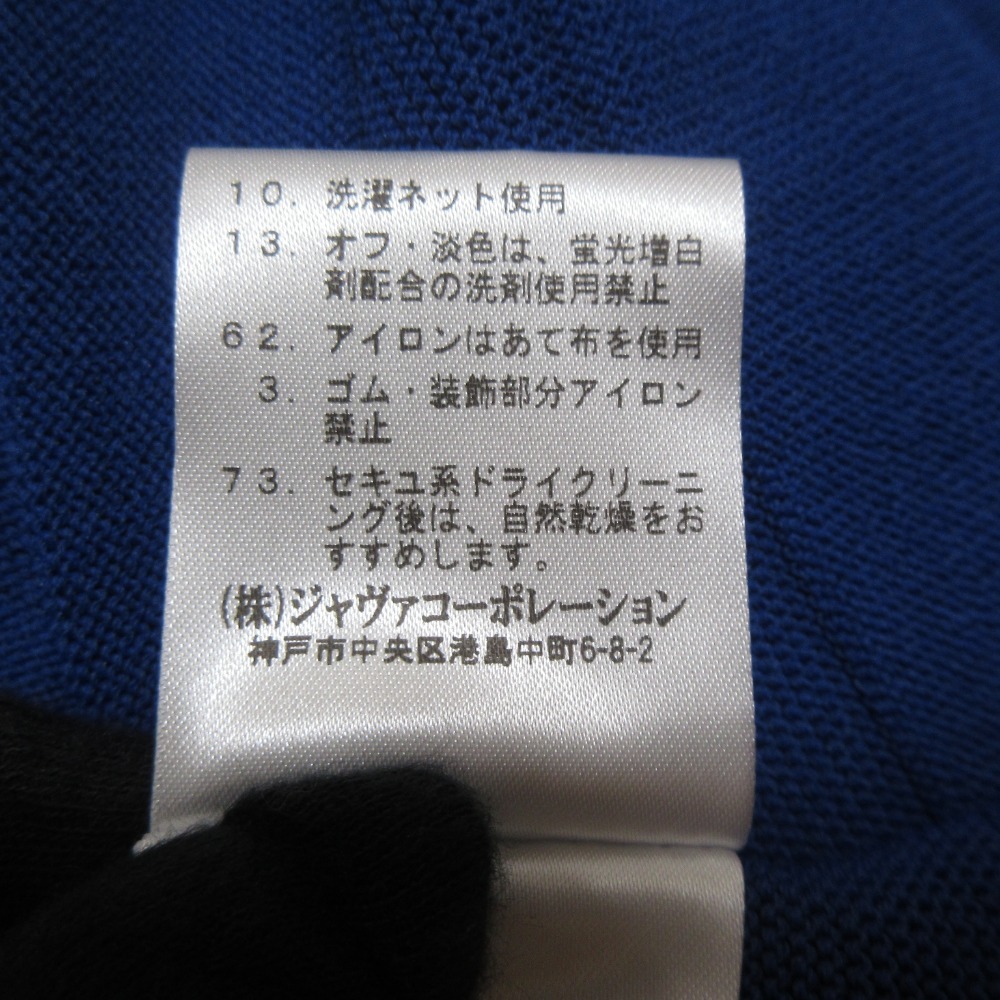 10. 洗濯ネット使用
13. オフ・淡色は、蛍光増白
剤配合の洗剤使用禁止
62. アイロンはあて布を使用
3. ゴム・装飾部分アイロン
禁止
73. セキユ系ドライクリーニ
ング後は、自然乾燥をお
すすめします。
(株)ジャヴァコーポレーション
神戸市中央区港島中町6-8-2